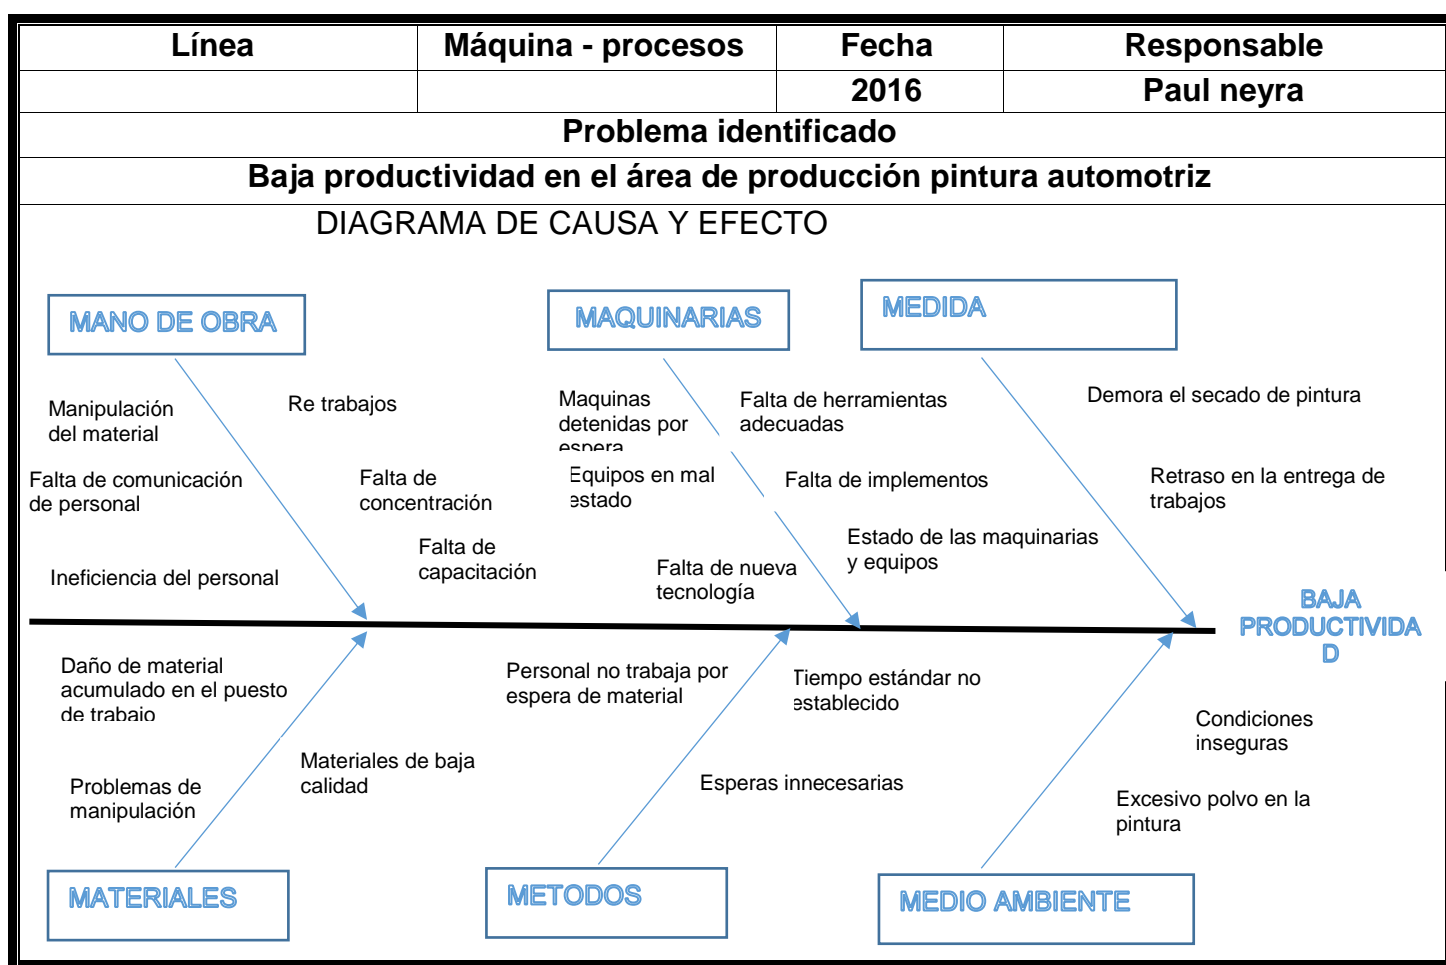 Línea
Máquina - procesos
Fecha
Responsable
2016
Paul neyra
Problema identificado
Baja productividad en el área de producción pintura automotriz
DIAGRAMA DE CAUSA Y EFECTO
MANO DE OBRA
MAQUINARIAS
MEDIDA
Manipulación
del material
Re trabajos
Falta de comunicación
de personal
Falta de
concentración
Falta de
capacitación
Ineficiencia del personal
Maquinas
detenidas por
espera
Equipos en mal
estado
Falta de herramientas
adecuadas
Falta de implementos
Estado de las maquinarias
y equipos
Falta de nueva
tecnología
Demora el secado de pintura
Retraso en la entrega de
trabajos
BAJA
PRODUCTIVIDA
D
Daño de material
acumulado en el puesto
de trabajo
Problemas de
manipulación
Materiales de baja
calidad
Personal no trabaja por
espera de material
Tiempo estándar no
establecido
Esperas innecesarias
Condiciones
inseguras
Excesivo polvo en la
pintura
MATERIALES
METODOS
MEDIO AMBIENTE